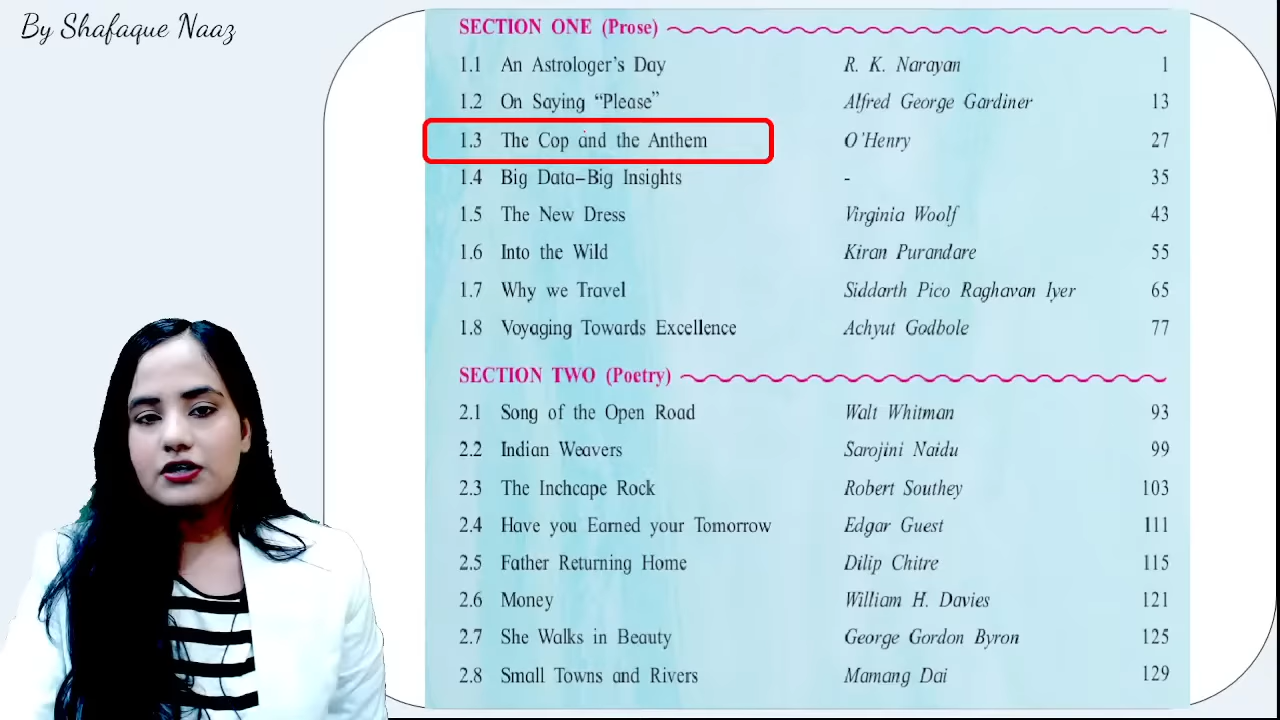 By Shafaque Naaz
SECTION ONE (Prose)
1.1 An Astrologer's Day R. K. Narayan 1
1.2 On Saying “Please” Alfred George Gardiner 13
1.3 The Cop and the Anthem O'Henry 27
1.4 Big Data–Big Insights - 35
1.5 The New Dress Virginia Woolf 43
1.6 Into the Wild Kiran Purandare 55
1.7 Why we Travel Siddarth Pico Raghavan Iyer 65
1.8 Voyaging Towards Excellence Achyut Godbole 77
SECTION TWO (Poetry)
2.1 Song of the Open Road Walt Whitman 93
2.2 Indian Weavers Sarojini Naidu 99
2.3 The Inchcape Rock Robert Southey 103
2.4 Have you Earned your Tomorrow Edgar Guest 111
2.5 Father Returning Home Dilip Chitre 115
2.6 Money William H. Davies 121
2.7 She Walks in Beauty George Gordon Byron 125
2.8 Small Towns and Rivers Mamang Dai 129